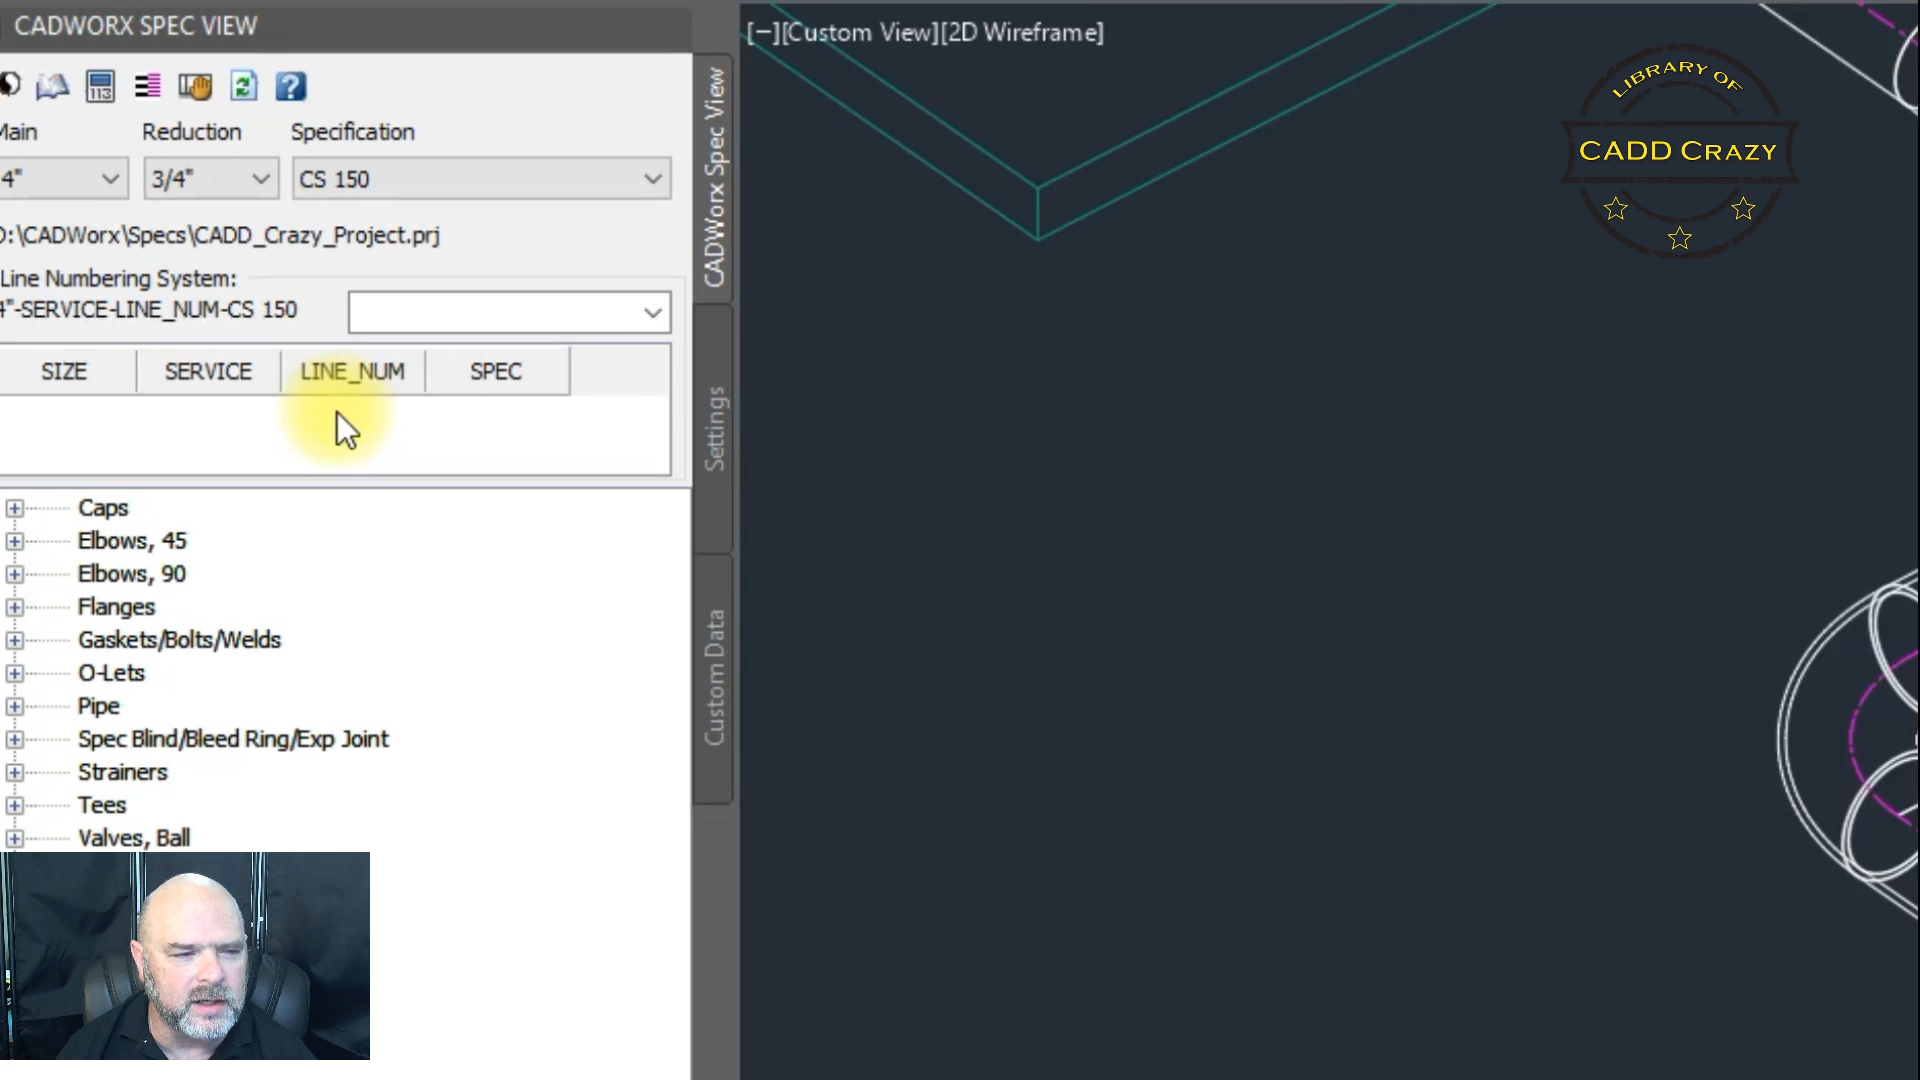 CADWORX SPEC VIEW
[−][Custom View][2D Wireframe]
LIBRARY OF
CADD CRAZY
113
Main Reduction Specification
4" 3/4" CS 150
D:\CADWorx\Specs\CADD_Crazy_Project.prj
Line Numbering System:
4"-SERVICE-LINE_NUM-CS 150
SIZE SERVICE LINE_NUM SPEC
Caps
Elbows, 45
Elbows, 90
Flanges
Gaskets/Bolts/Welds
O-Lets
Pipe
Spec Blind/Bleed Ring/Exp Joint
Strainers
Tees
Valves, Ball
CADWorx Spec View
Settings
Custom Data